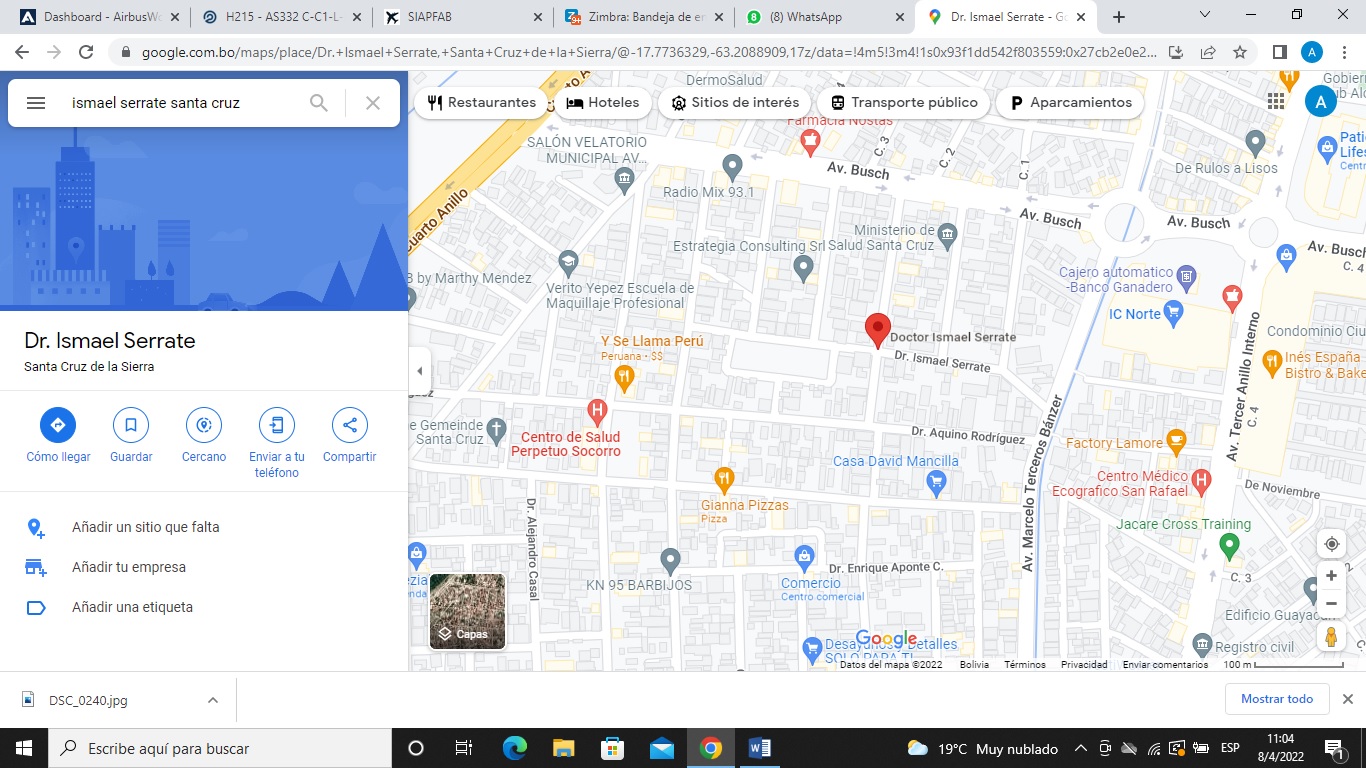 Dashboard - AirbusWo
H215 - AS332 C-C1-L-
SIAPFAB
Zimbra: Bandeja de en
(8) WhatsApp
Dr. Ismael Serrate - Go
google.com.bo/maps/place/Dr.+Ismael+Serrate,+Santa+Cruz+de+la+Sierra/@-17.7736329,-63.2088909,17z/data=!4m5!3m4!1s0x93f1dd542f803559:0x27cb2e0e2...
A
ismael serrate santa cruz
Restaurantes
Hoteles
Sitios de interés
Transporte público
Aparcamientos
A
Dr. Ismael Serrate
Santa Cruz de la Sierra
Cómo llegar
Guardar
Cercano
Enviar a tu
teléfono
Compartir
Añadir un sitio que falta
Añadir tu empresa
Añadir una etiqueta
DermoSalud
Farmacia Nostas
SALÓN VELATORIO
MUNICIPAL AV...
Radio Mix 93.1
Av. Busch
C. 3
C. 2
C. 1
De Rulos a Lisos
Patio
Lifes
Centro
Gobier
ub Alc
Cuarto Anillo
Av. Busch
Av. Busch
Av. Busch
C. 4
Ministerio de
Salud Santa Cruz
Estrategia Consulting Srl
B by Marthy Mendez
Verito Yepez Escuela de
Maquillaje Profesional
Cajero automatico
-Banco Ganadero
IC Norte
Condominio Ciu
Y Se Llama Perú
Peruana · $$
Doctor Ismael Serrate
Dr. Ismael Serrate
Inés España
Bistro & Bake
Av. Tercer Anillo Interno
C. 4
guez
e Gemeinde
Santa Cruz
Centro de Salud
Perpetuo Socorro
Dr. Aquino Rodríguez
Factory Lamore
Casa David Mancilla
Centro Médico
Ecografico San Rafael
De Noviembre
Gianna Pizzas
Pizza
Av. Marcelo Terceros Bánzer
Dr. Alejandro Casal
Jacare Cross Training
KN 95 BARBIJOS
Comercio
Centro comercial
Dr. Enrique Aponte C.
C. 3
ezia
enda
Edificio Guayacán
Registro civil
Desayunos-Detalles
SOLO PARA TI
Capas
Google
Datos del mapa ©2022
Bolivia
Términos
Privacidad
Enviar comentarios
100 m
DSC_0240.jpg
Mostrar todo
Escribe aquí para buscar
19°C Muy nublado
ESP
11:04
8/4/2022
1